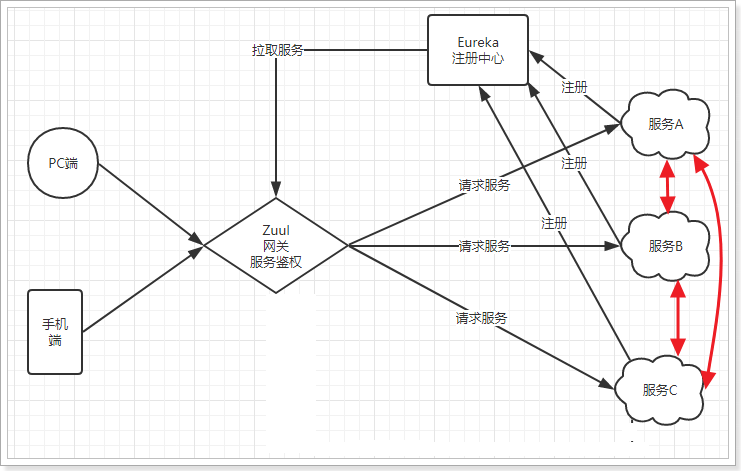 Eureka
注册中心
拉取服务
注册
服务A
PC端
注册
请求服务
注册
Zuul
网关
服务鉴权
请求服务
服务B
请求服务
手机
端
服务C